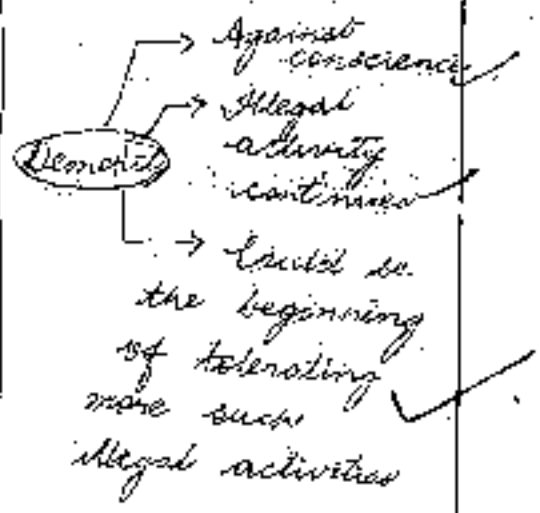 Against
conscience
Illegal
activity
Demerits
continues
Could be
the beginning
of tolerating
more such
illegal activities